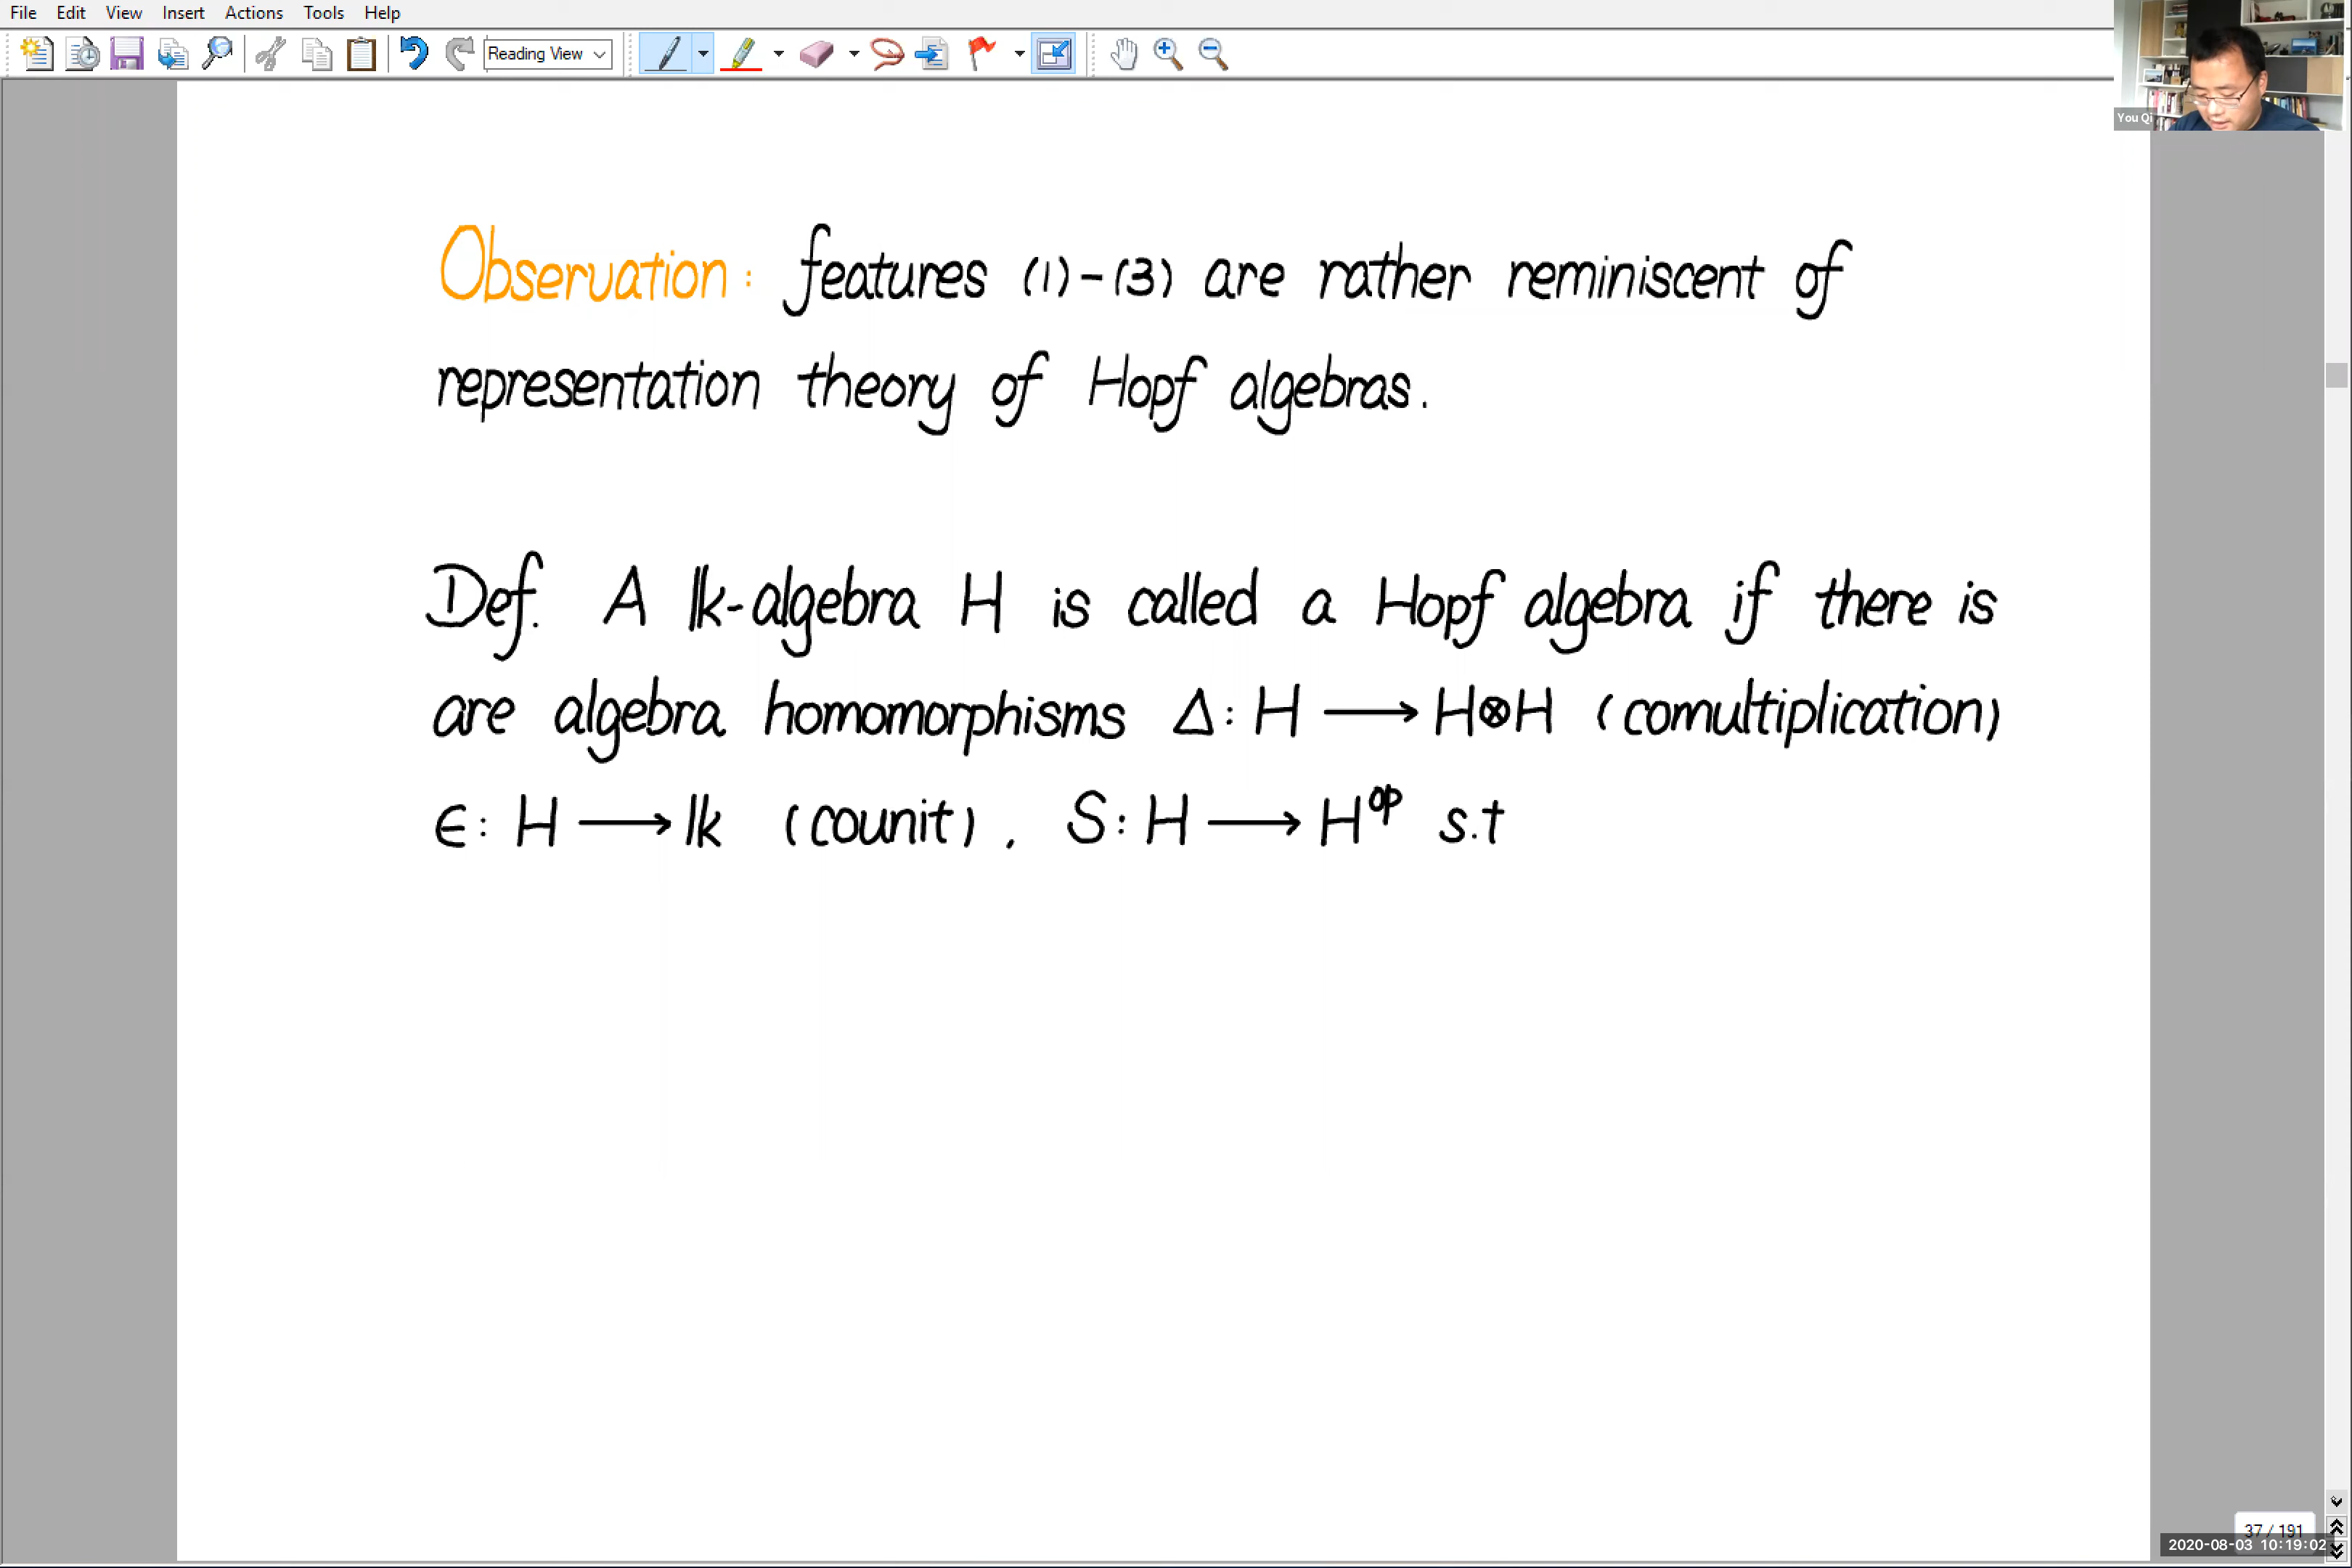 File Edit View Insert Actions Tools Help
Reading View
You Qi
Observation: features (1)-(3) are rather reminiscent of
representation theory of Hopf algebras.
Def. A 𝕜-algebra H is called a Hopf algebra if there is
are algebra homomorphisms Δ: H ⟶ H⊗H (comultiplication)
ϵ: H ⟶ 𝕜 (counit), S: H ⟶ H^op s.t
37 / 191
2020-08-03 10:19:02